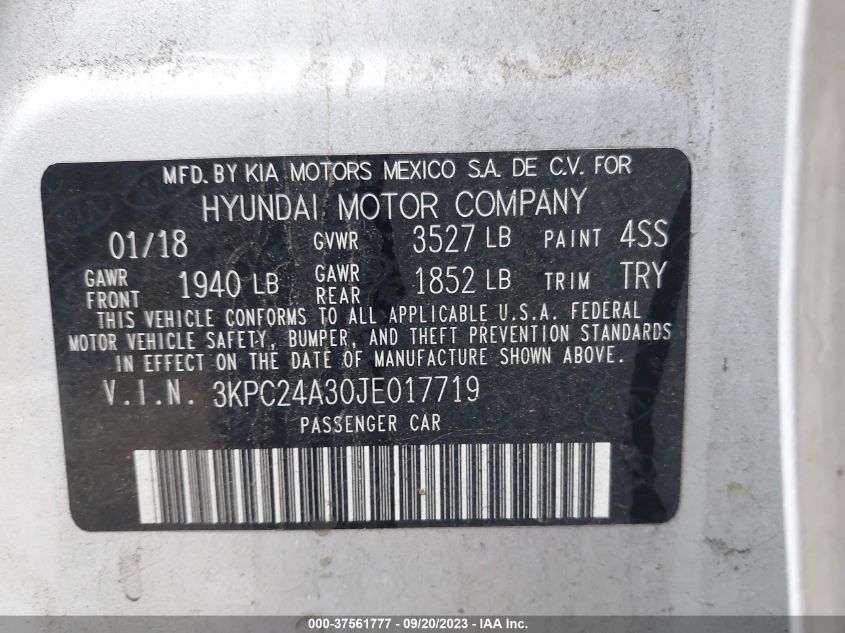 MFD. BY KIA MOTORS MEXICO S.A. DE C.V. FOR
HYUNDAI MOTOR COMPANY
01/18 GVWR 3527 LB PAINT 4SS
GAWR FRONT 1940 LB GAWR REAR 1852 LB TRIM TRY
THIS VEHICLE CONFORMS TO ALL APPLICABLE U.S.A. FEDERAL
MOTOR VEHICLE SAFETY, BUMPER, AND THEFT PREVENTION STANDARDS
IN EFFECT ON THE DATE OF MANUFACTURE SHOWN ABOVE.
V.I.N. 3KPC24A30JE017719
PASSENGER CAR
000-37561777 - 09/20/2023 - IAA Inc.